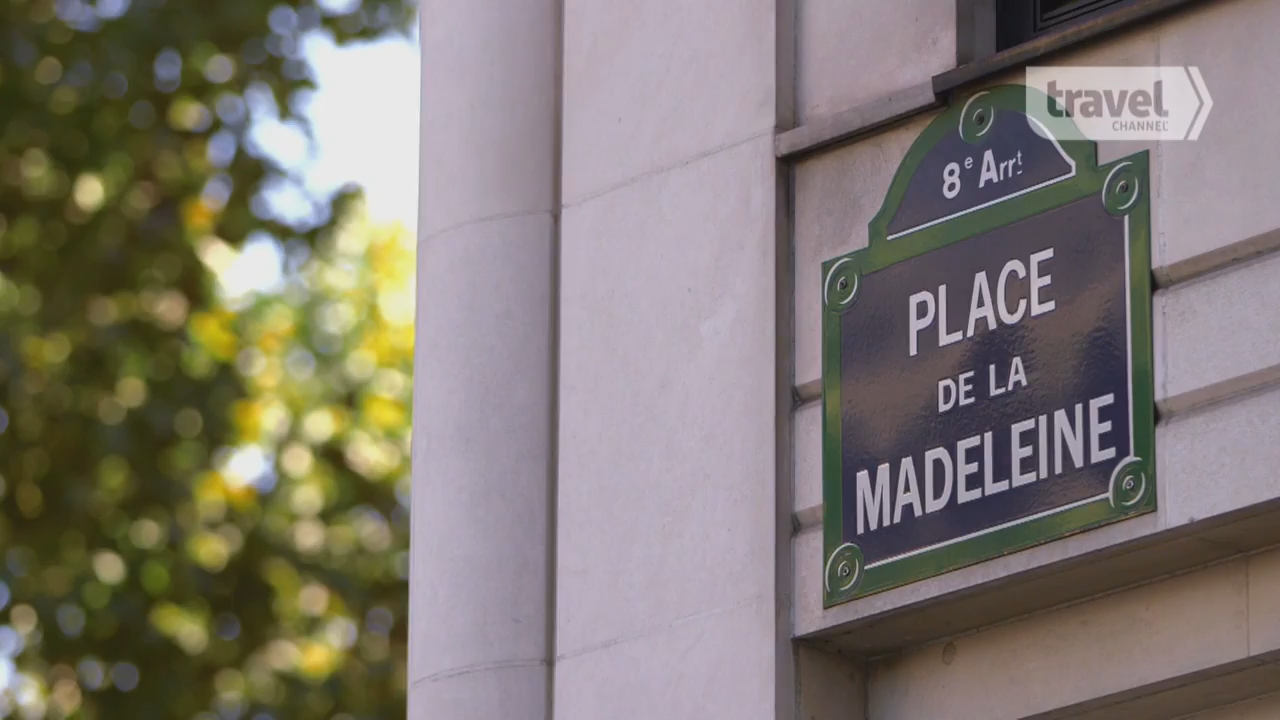 travel
CHANNEL
8e Arrt
PLACE
DE LA
MADELEINE